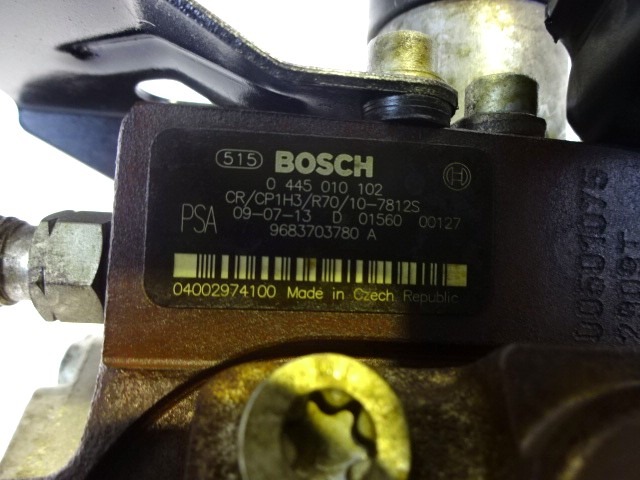 515 BOSCH
0 445 010 102
CR/CP1H3/R70/10-7812S
PSA 09-07-13 D 01560 00127
9683703780 A
04002974100 Made in Czech Republic
00601075